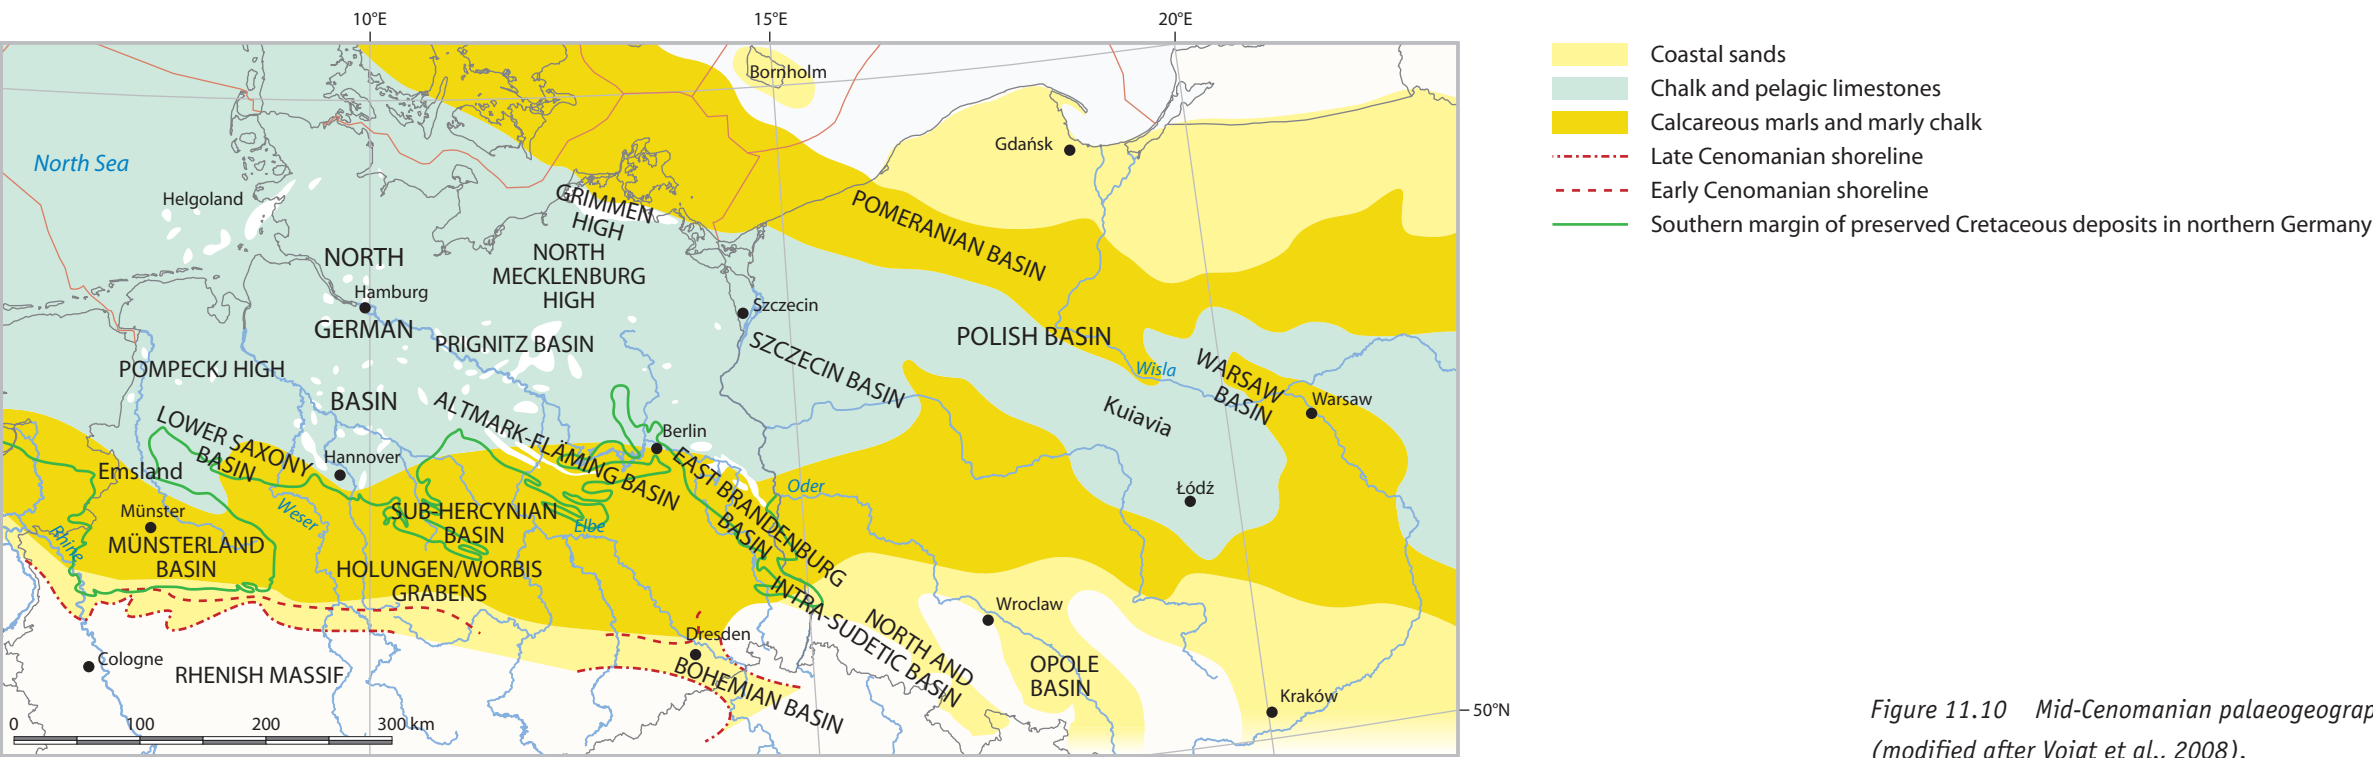 10°E
15°E
20°E
Bornholm
Gdańsk
North Sea
Helgoland
GRIMMEN
HIGH
POMERANIAN BASIN
NORTH
GERMAN
BASIN
Hamburg
NORTH
MECKLENBURG
HIGH
Szczecin
PRIGNITZ BASIN
SZCZECIN BASIN
POLISH BASIN
Wisla
WARSAW
BASIN
Warsaw
POMPECKJ HIGH
Kuiavia
LOWER SAXONY
BASIN
ALTMARK-FLÄMING BASIN
Berlin
Emsland
Hannover
EAST BRANDENBURG
BASIN
Oder
Łódź
Münster
Weser
SUB-HERCYNIAN
BASIN
Elbe
Rhine
MÜNSTERLAND
BASIN
HOLUNGEN/WORBIS
GRABENS
INTRA-SUDETIC BASIN
NORTH AND
Wroclaw
Dresden
Cologne
RHENISH MASSIF
BOHEMIAN BASIN
OPOLE
BASIN
Kraków
50°N
0 100 200 300 km
Coastal sands
Chalk and pelagic limestones
Calcareous marls and marly chalk
Late Cenomanian shoreline
Early Cenomanian shoreline
Southern margin of preserved Cretaceous deposits in northern Germany
Figure 11.10 Mid-Cenomanian palaeogeograp
(modified after Voigt et al., 2008).